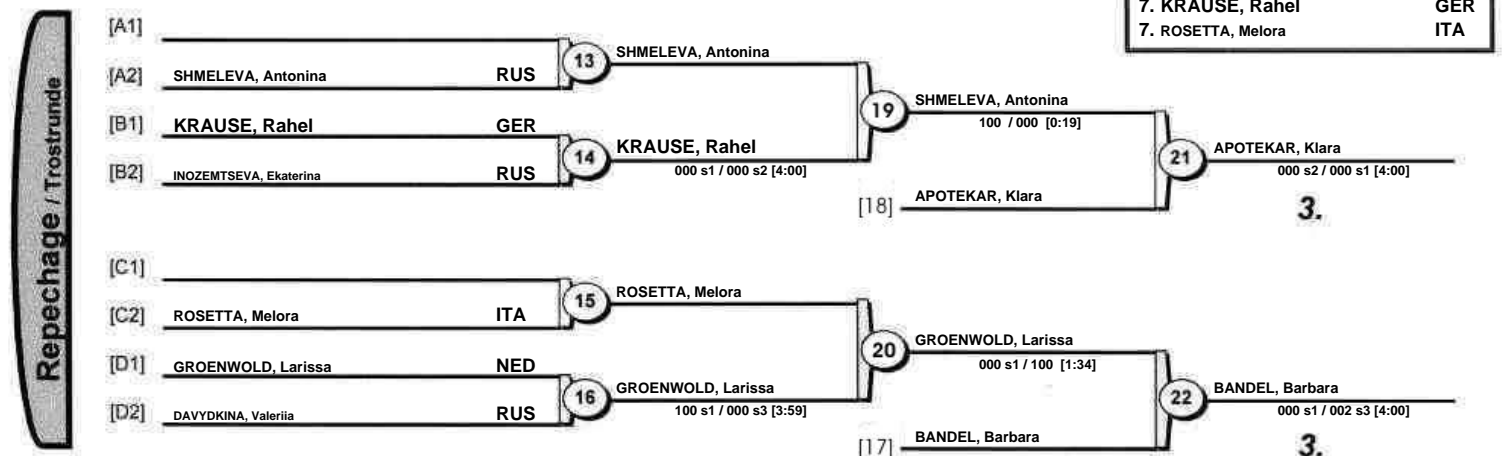 7. KRAUSE, Rahel GER
7. ROSETTA, Melora ITA
Repechage / Trostrunde
[A1]
[A2] SHMELEVA, Antonina RUS
13
SHMELEVA, Antonina
[B1] KRAUSE, Rahel GER
[B2] INOZEMTSEVA, Ekaterina RUS
14
KRAUSE, Rahel
000 s1 / 000 s2 [4:00]
19
SHMELEVA, Antonina
100 / 000 [0:19]
[18] APOTEKAR, Klara
21
APOTEKAR, Klara
000 s2 / 000 s1 [4:00]
3.
[C1]
[C2] ROSETTA, Melora ITA
15
ROSETTA, Melora
[D1] GROENWOLD, Larissa NED
[D2] DAVYDKINA, Valeriia RUS
16
GROENWOLD, Larissa
100 s1 / 000 s3 [3:59]
20
GROENWOLD, Larissa
000 s1 / 100 [1:34]
[17] BANDEL, Barbara
22
BANDEL, Barbara
000 s1 / 002 s3 [4:00]
3.